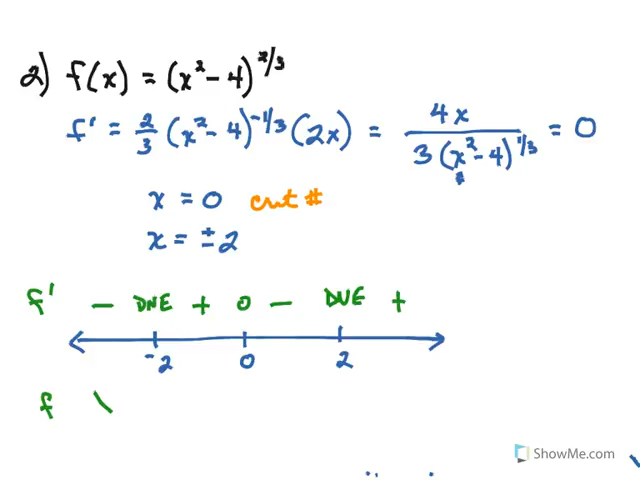 2) f(x) = (x² - 4)^2/3
f' = 2/3 (x² - 4)^-1/3 (2x) = 4x / 3(x² - 4)^1/3 = 0
x = 0 crit #
x = ± 2
f' - DNE + 0 - DNE +
-2 0 2
f \
ShowMe.com